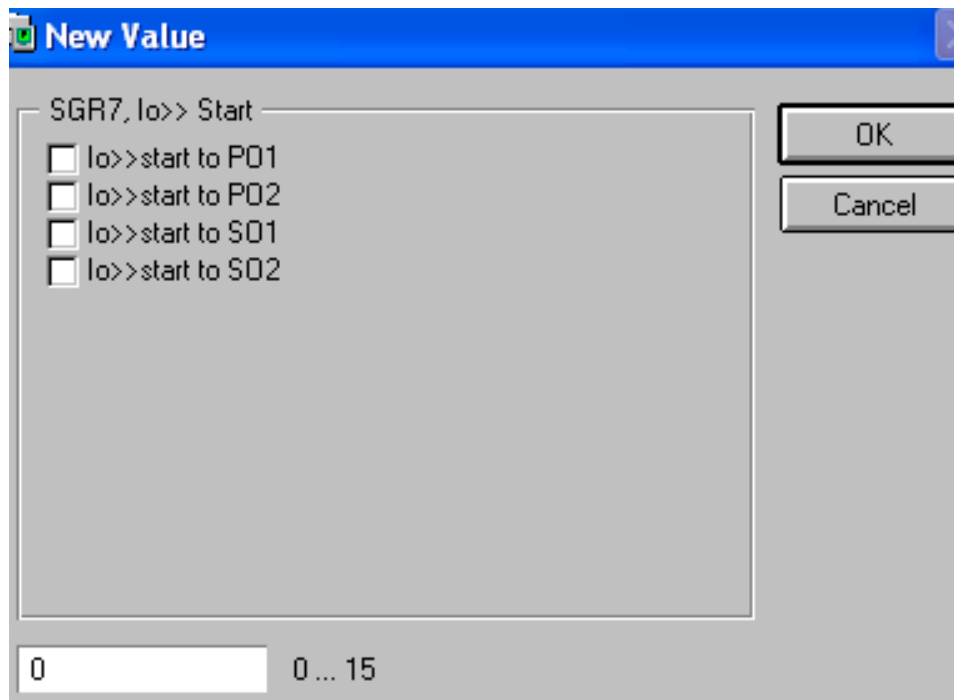 New Value
SGR7, Io>> Start
Io>>start to PO1
Io>>start to PO2
Io>>start to SO1
Io>>start to SO2
OK
Cancel
0
0 ... 15